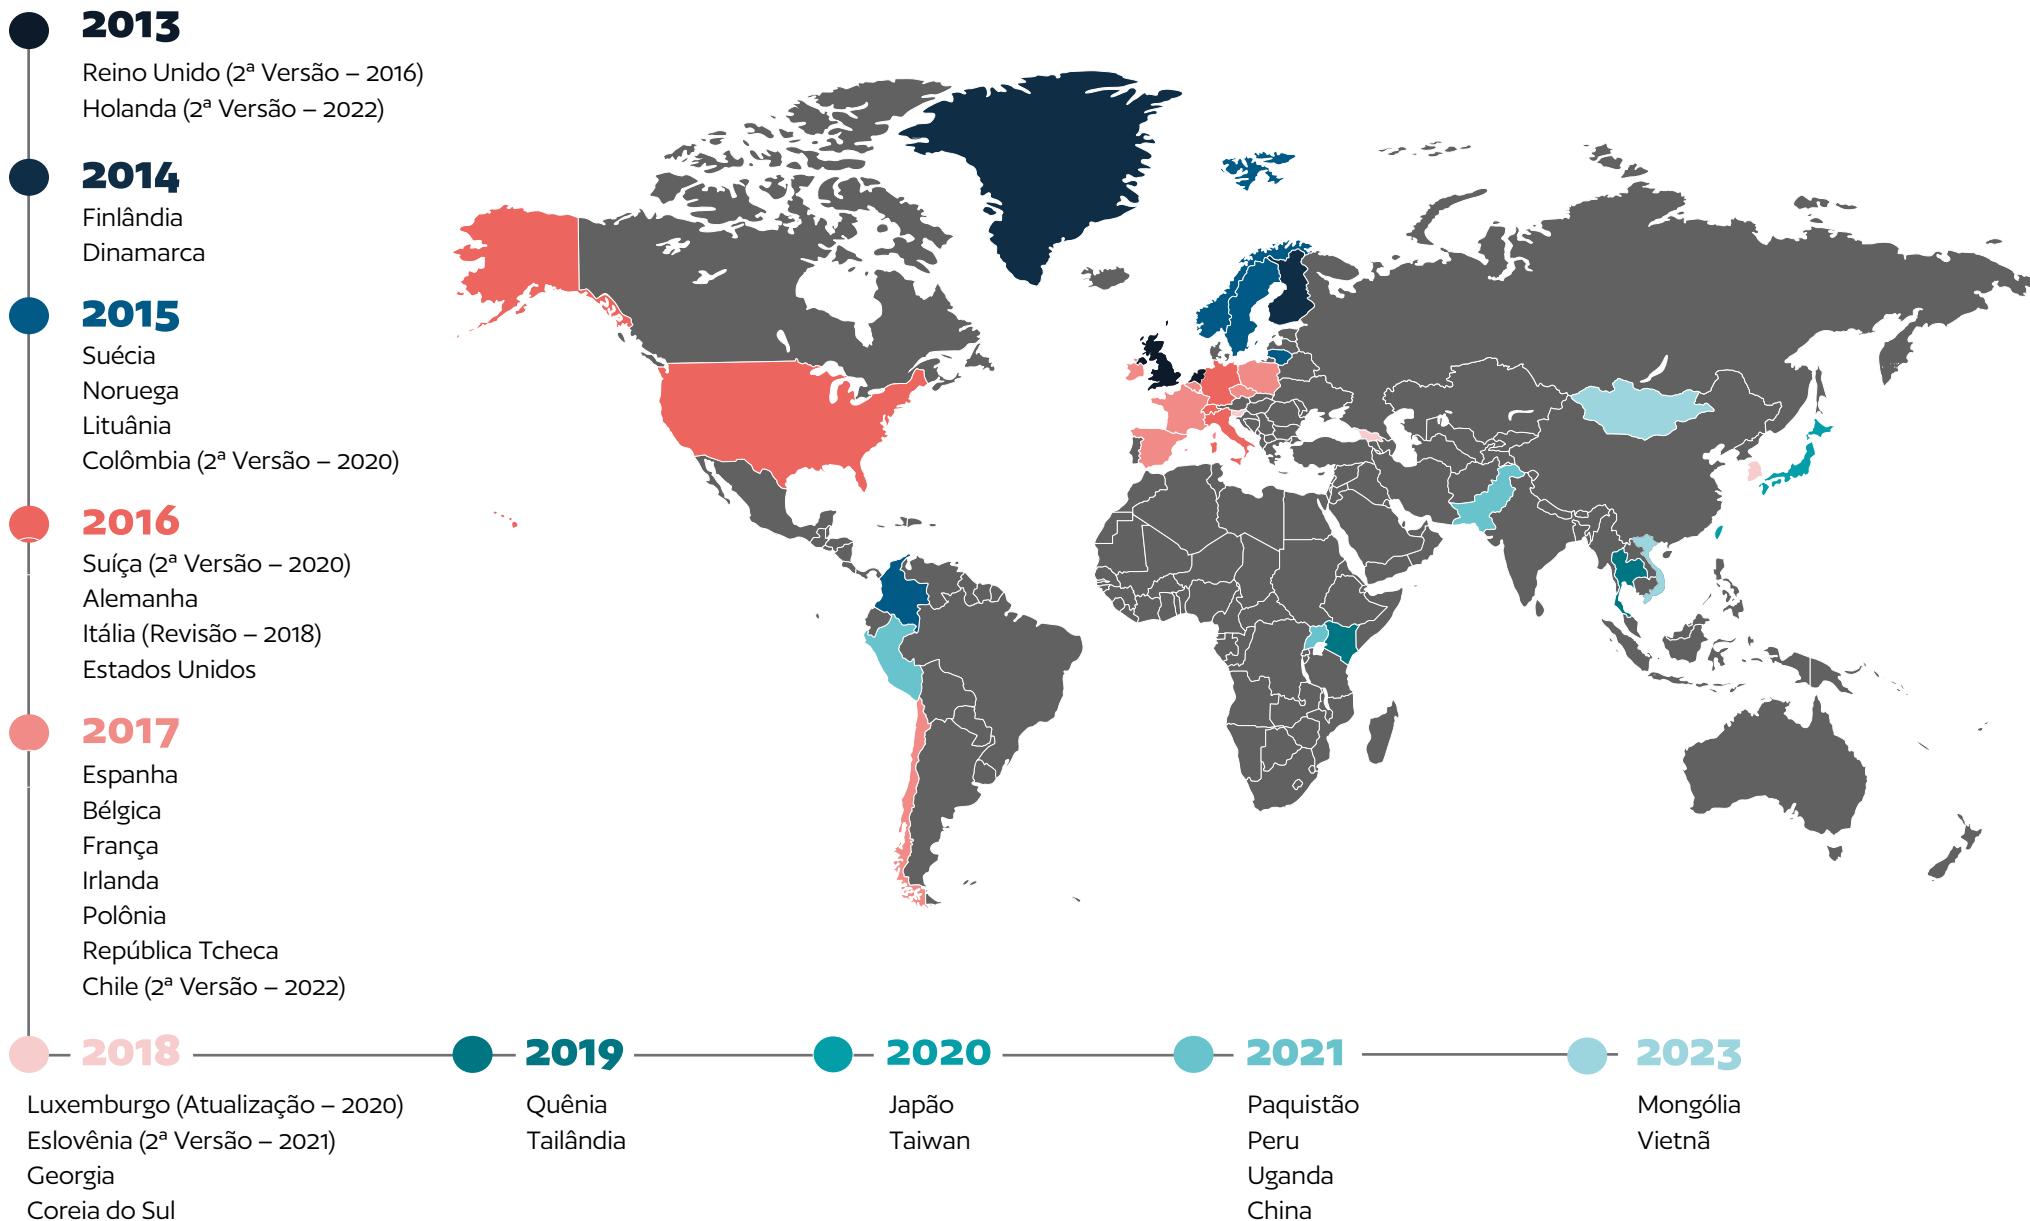 2013
Reino Unido (2ª Versão – 2016)
Holanda (2ª Versão – 2022)
2014
Finlândia
Dinamarca
2015
Suécia
Noruega
Lituânia
Colômbia (2ª Versão – 2020)
2016
Suíça (2ª Versão – 2020)
Alemanha
Itália (Revisão – 2018)
Estados Unidos
2017
Espanha
Bélgica
França
Irlanda
Polônia
República Tcheca
Chile (2ª Versão – 2022)
2018
Luxemburgo (Atualização – 2020)
Eslovênia (2ª Versão – 2021)
Georgia
Coreia do Sul
2019
Quênia
Tailândia
2020
Japão
Taiwan
2021
Paquistão
Peru
Uganda
China
2023
Mongólia
Vietnã